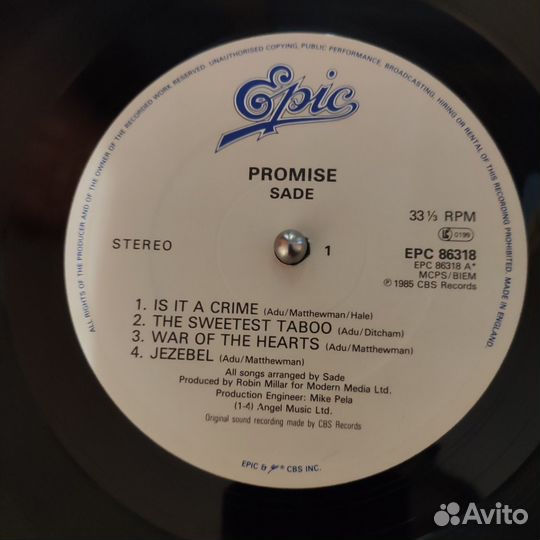 ALL RIGHTS OF THE PRODUCER AND OF THE OWNER OF THE RECORDED WORK RESERVED. UNAUTHORISED COPYING, PUBLIC PERFORMANCE, BROADCASTING, HIRING OR RENTAL OF THIS RECORDING PROHIBITED. MADE IN ENGLAND.
Epic
PROMISE
SADE
33 ⅓ RPM
0199
STEREO
1
EPC 86318
EPC 86318 A*
MCPS/BIEM
℗ 1985 CBS Records
1. IS IT A CRIME (Adu/Matthewman/Hale)
2. THE SWEETEST TABOO (Adu/Ditcham)
3. WAR OF THE HEARTS (Adu/Matthewman)
4. JEZEBEL (Adu/Matthewman)
All songs arranged by Sade
Produced by Robin Millar for Modern Media Ltd.
Production Engineer: Mike Pela
(1-4) Angel Music Ltd.
Original sound recording made by CBS Records
EPIC & ® CBS INC.
Avito